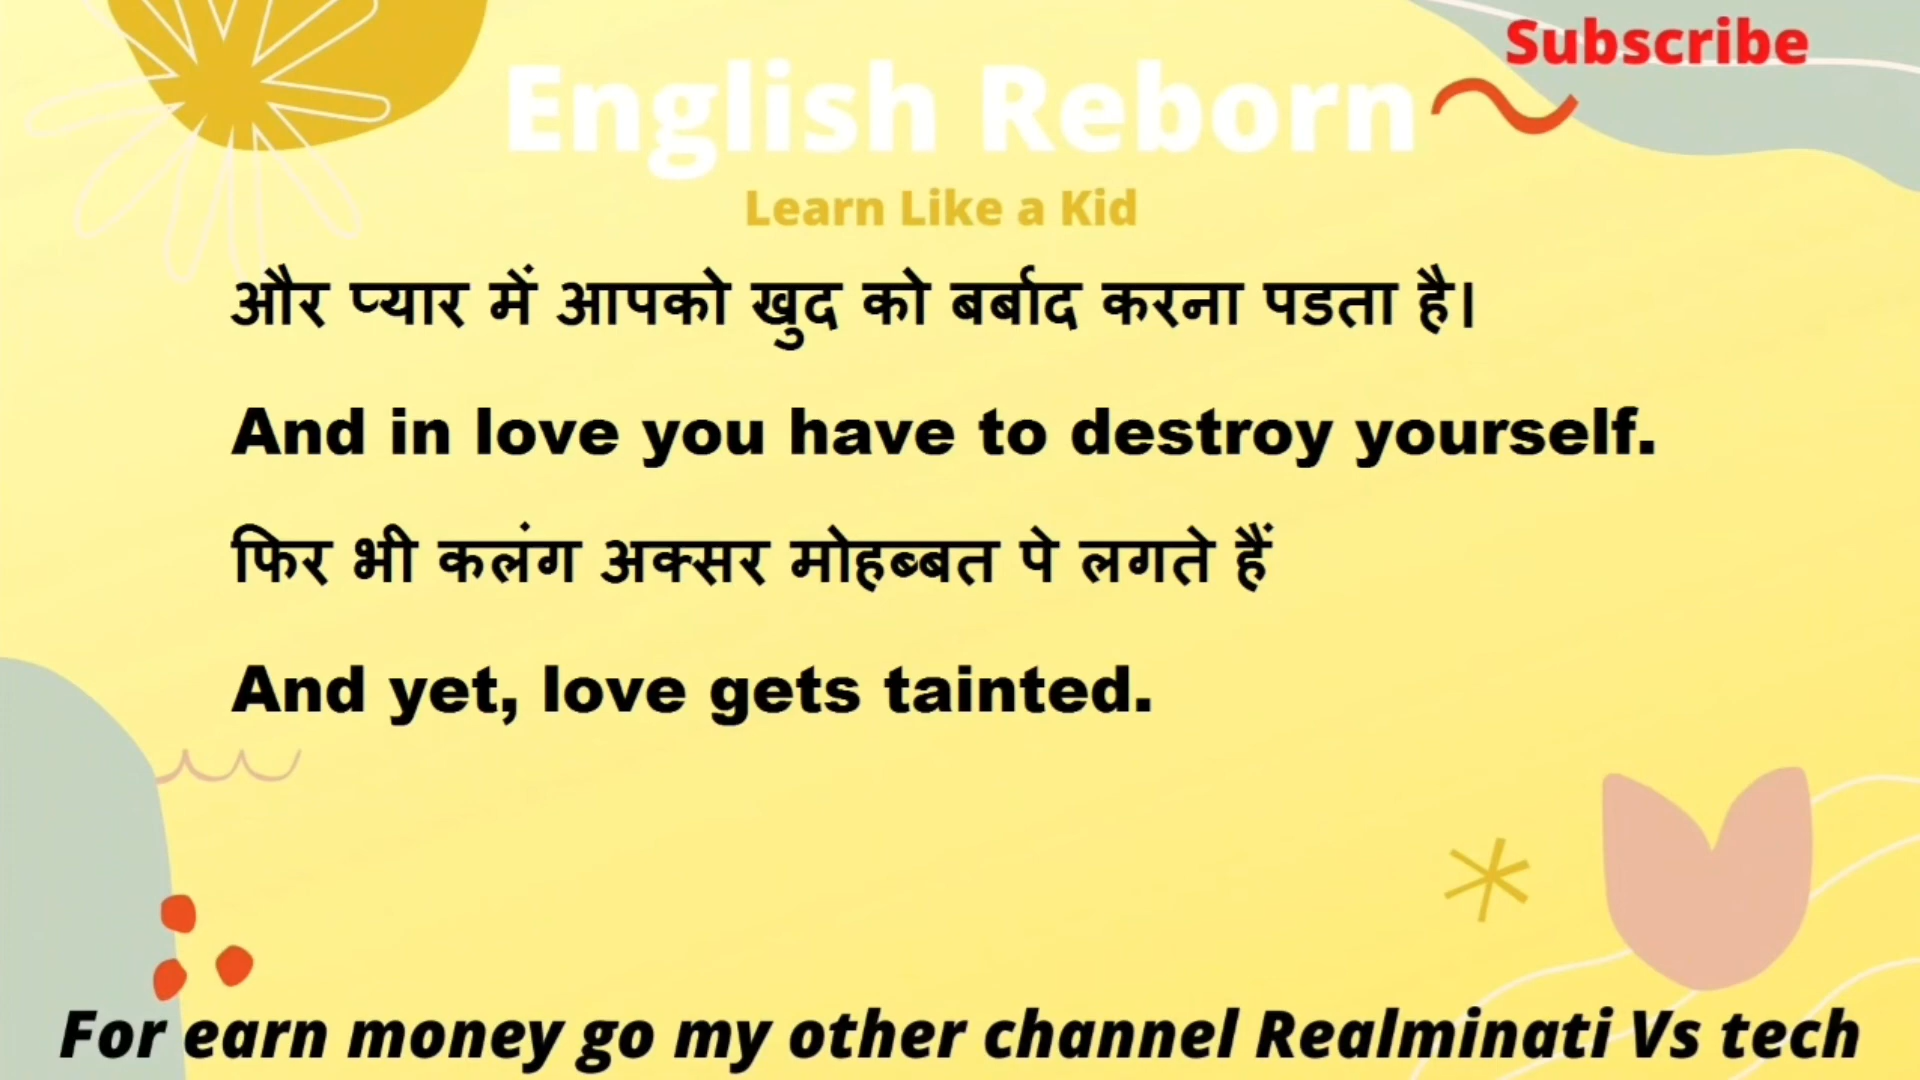 Subscribe
English Reborn
Learn Like a Kid
और प्यार में आपको खुद को बर्बाद करना पडता है।
And in love you have to destroy yourself.
फिर भी कलंग अक्सर मोहब्बत पे लगते हैं
And yet, love gets tainted.
For earn money go my other channel Realminati Vs tech